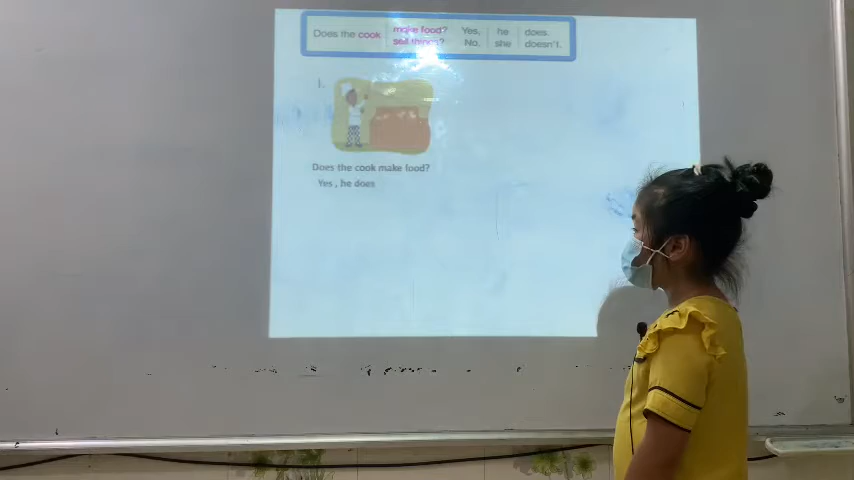 Does the cook make food? Yes, he does.
sell things? No, she doesn't.
1.
Does the cook make food?
Yes , he does